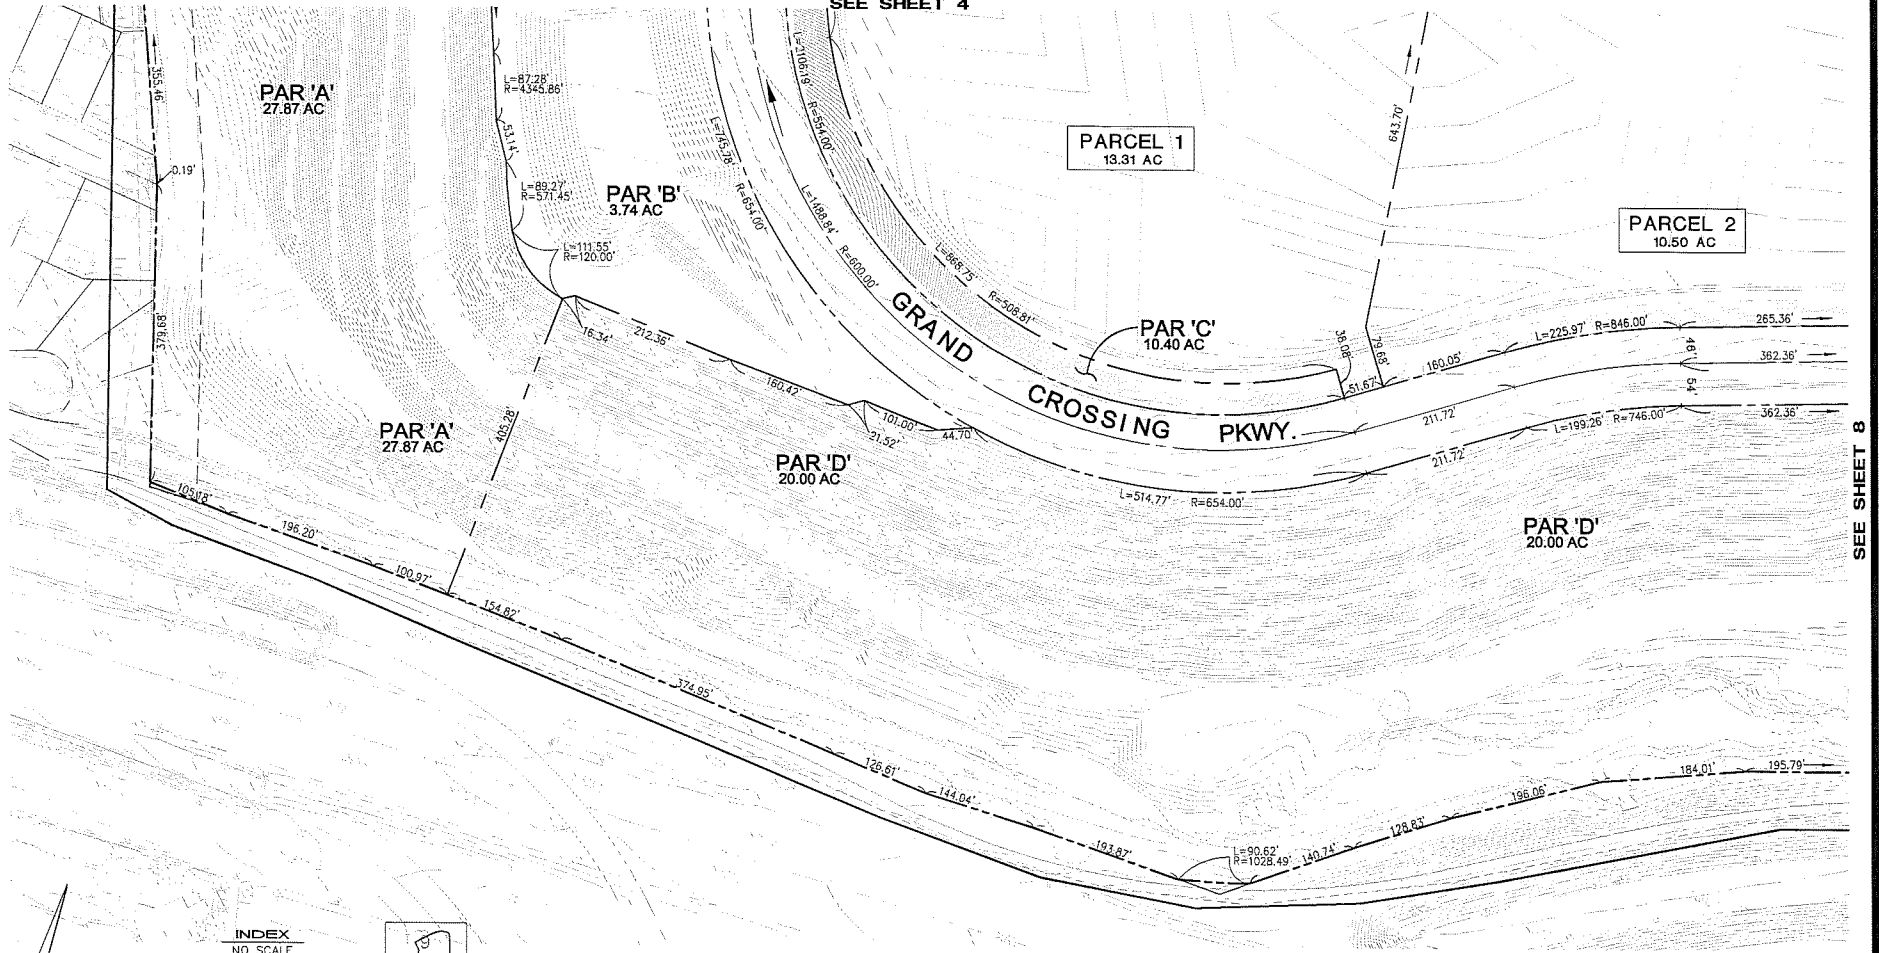 SEE SHEET 4
355.46
PAR 'A'
27.87 AC
L=87.28'
R=4345.86'
53.14'
0.19'
L=89.27'
R=571.45'
PAR 'B'
3.74 AC
L=111.55'
R=120.00'
L=745.78'
R=654.00'
L=2106.19'
R=554.00'
L=1488.84'
R=600.00'
L=668.75
R=508.81'
PARCEL 1
13.31 AC
643.70'
PARCEL 2
10.50 AC
379.68'
16.34'
212.36'
160.42'
101.00'
21.52'
44.70'
GRAND CROSSING PKWY.
PAR 'C'
10.40 AC
38.08'
79.68'
51.67'
160.05'
L=225.97' R=846.00'
265.36'
46'
362.36'
54'
211.72'
362.36'
L=199.26' R=746.00'
211.72'
405.28'
PAR 'A'
27.87 AC
PAR 'D'
20.00 AC
L=514.77' R=654.00'
PAR 'D'
20.00 AC
SEE SHEET 8
105.18'
196.20'
100.97'
154.82'
374.95'
126.61'
144.04'
193.87'
L=90.62'
R=1028.49'
140.74'
128.83'
196.06'
184.01'
195.79'
INDEX
NO SCALE
9